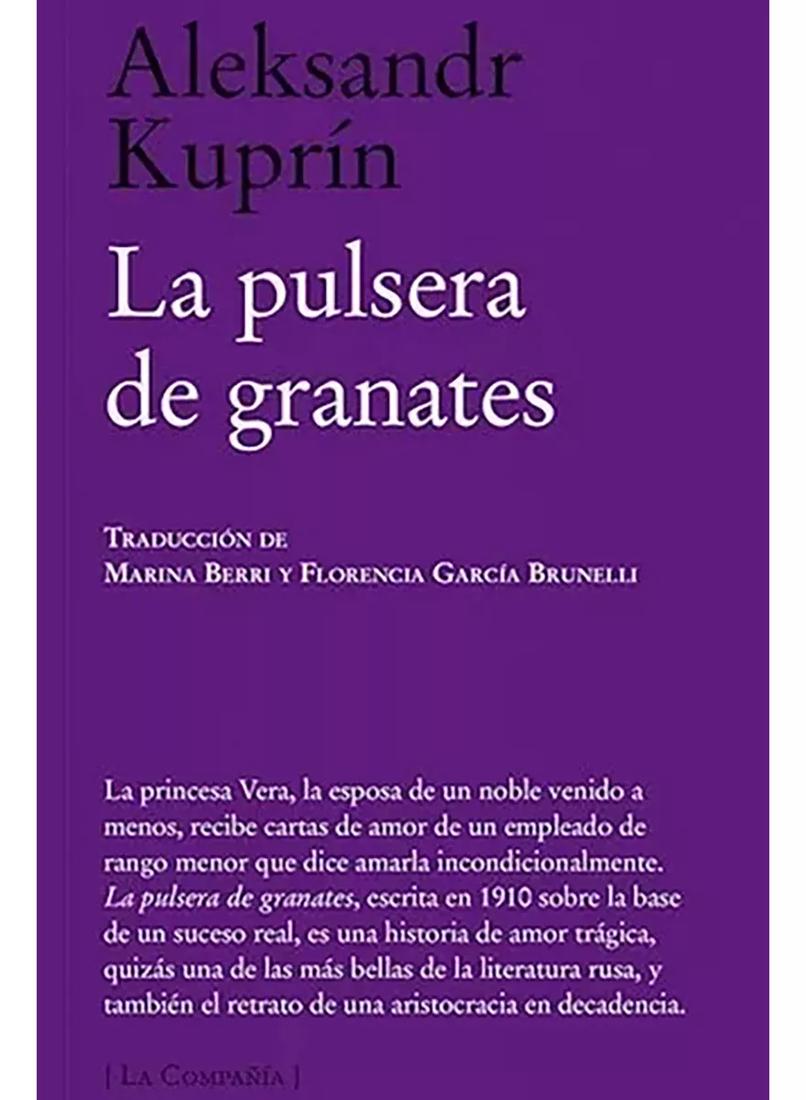 Aleksandr
Kuprín
La pulsera
de granates
Traducción de
Marina Berri y Florencia García Brunelli
La princesa Vera, la esposa de un noble venido a
menos, recibe cartas de amor de un empleado de
rango menor que dice amarla incondicionalmente.
La pulsera de granates, escrita en 1910 sobre la base
de un suceso real, es una historia de amor trágica,
quizás una de las más bellas de la literatura rusa, y
también el retrato de una aristocracia en decadencia.
[ La Compañía ]